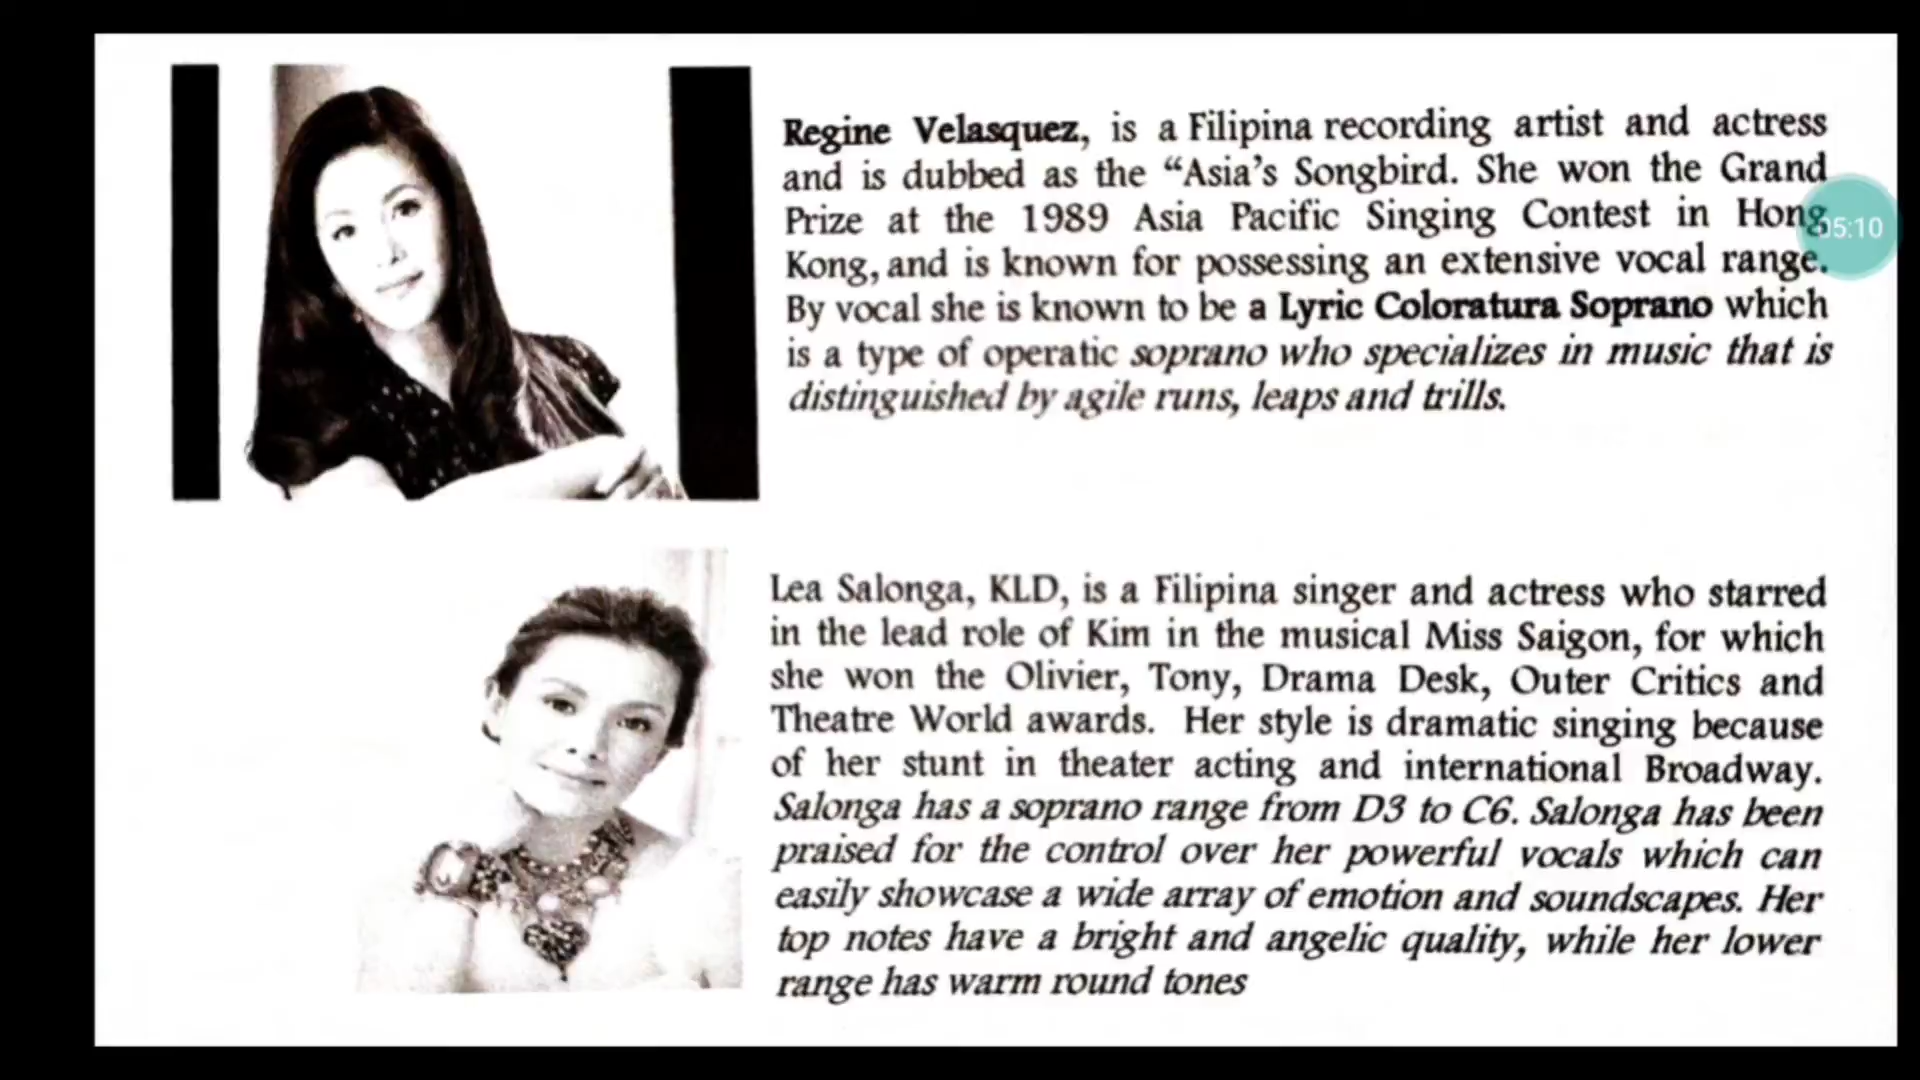 Regine Velasquez, is a Filipina recording artist and actress
and is dubbed as the “Asia’s Songbird. She won the Grand
Prize at the 1989 Asia Pacific Singing Contest in Hong
Kong, and is known for possessing an extensive vocal range.
By vocal she is known to be a Lyric Coloratura Soprano which
is a type of operatic soprano who specializes in music that is
distinguished by agile runs, leaps and trills.
05:10
Lea Salonga, KLD, is a Filipina singer and actress who starred
in the lead role of Kim in the musical Miss Saigon, for which
she won the Olivier, Tony, Drama Desk, Outer Critics and
Theatre World awards. Her style is dramatic singing because
of her stunt in theater acting and international Broadway.
Salonga has a soprano range from D3 to C6. Salonga has been
praised for the control over her powerful vocals which can
easily showcase a wide array of emotion and soundscapes. Her
top notes have a bright and angelic quality, while her lower
range has warm round tones